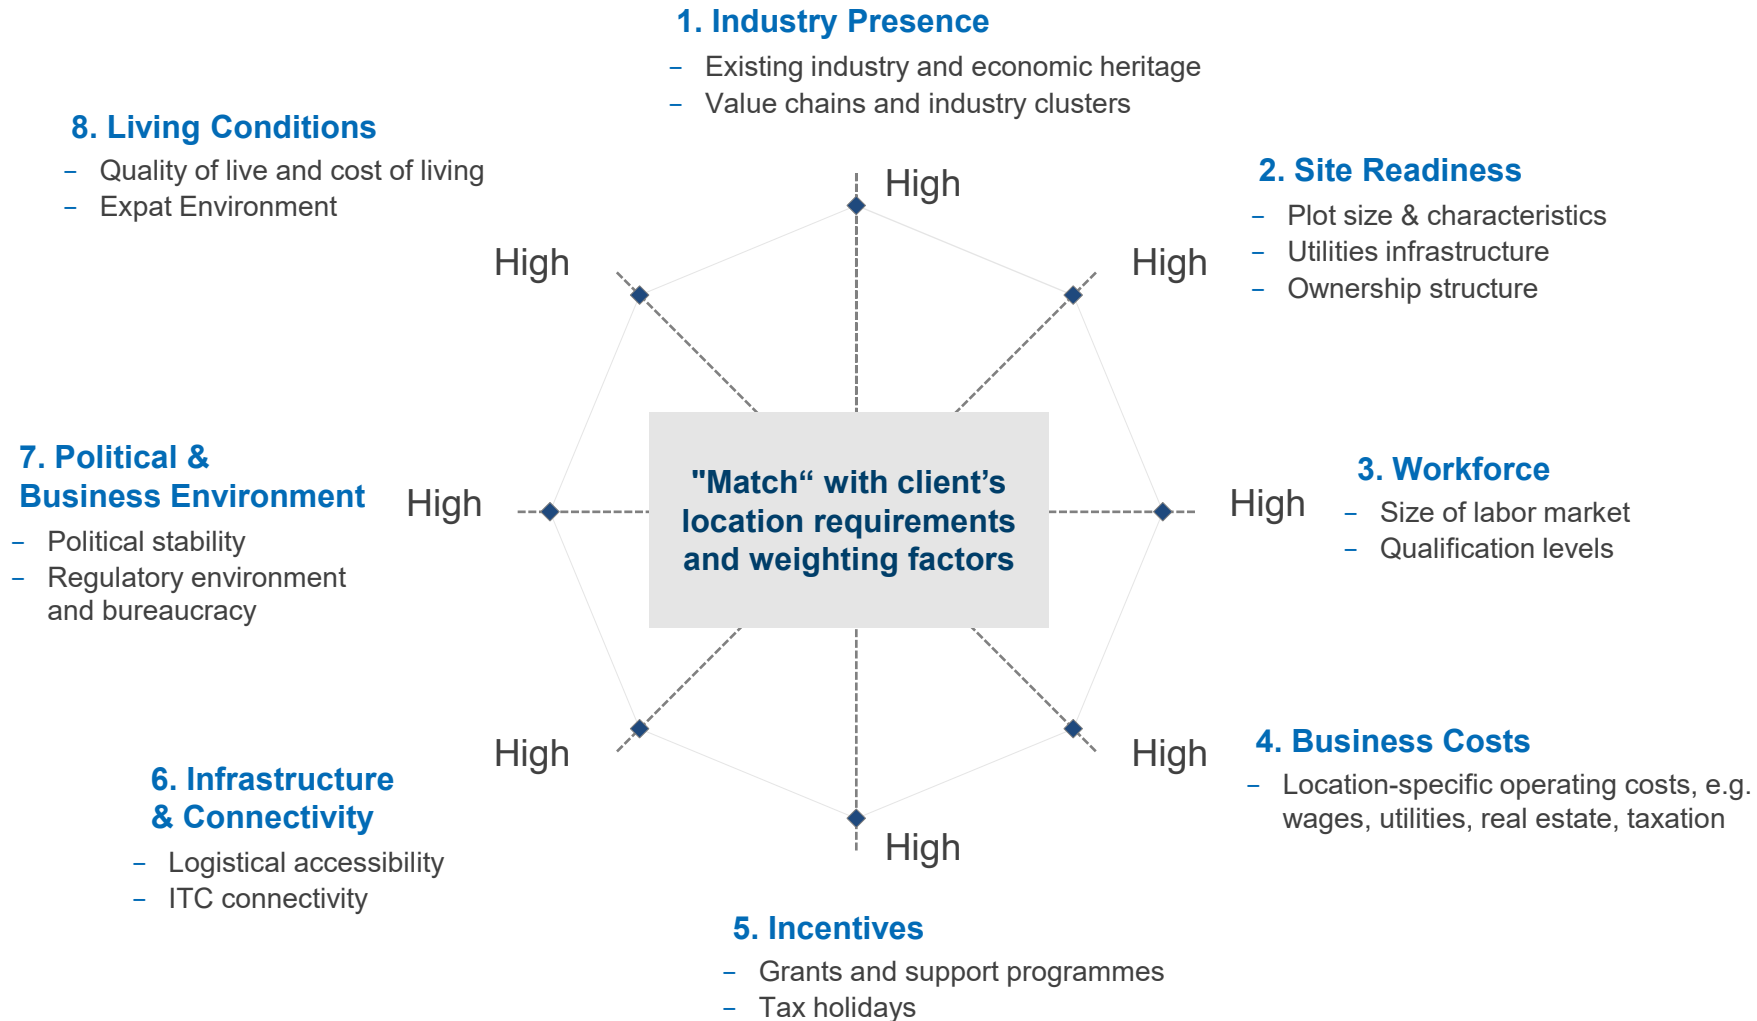 1. Industry Presence
– Existing industry and economic heritage
– Value chains and industry clusters
High
2. Site Readiness
– Plot size & characteristics
– Utilities infrastructure
– Ownership structure
High
3. Workforce
– Size of labor market
– Qualification levels
High
4. Business Costs
– Location-specific operating costs, e.g.
wages, utilities, real estate, taxation
High
5. Incentives
– Grants and support programmes
– Tax holidays
High
6. Infrastructure
& Connectivity
– Logistical accessibility
– ITC connectivity
High
7. Political &
Business Environment
– Political stability
– Regulatory environment
and bureaucracy
High
8. Living Conditions
– Quality of live and cost of living
– Expat Environment
High
"Match“ with client’s
location requirements
and weighting factors